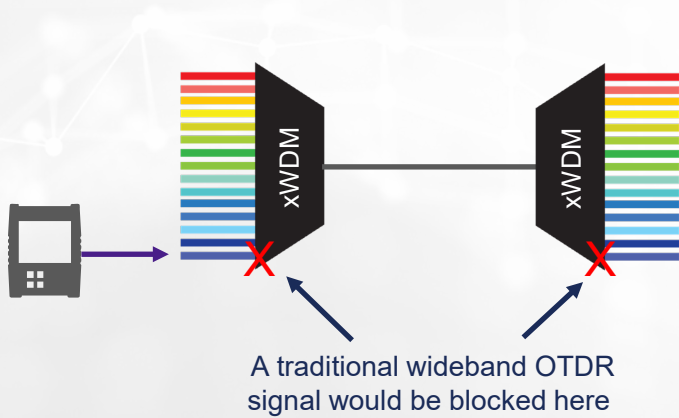 xWDM
xWDM
A traditional wideband OTDR
signal would be blocked here